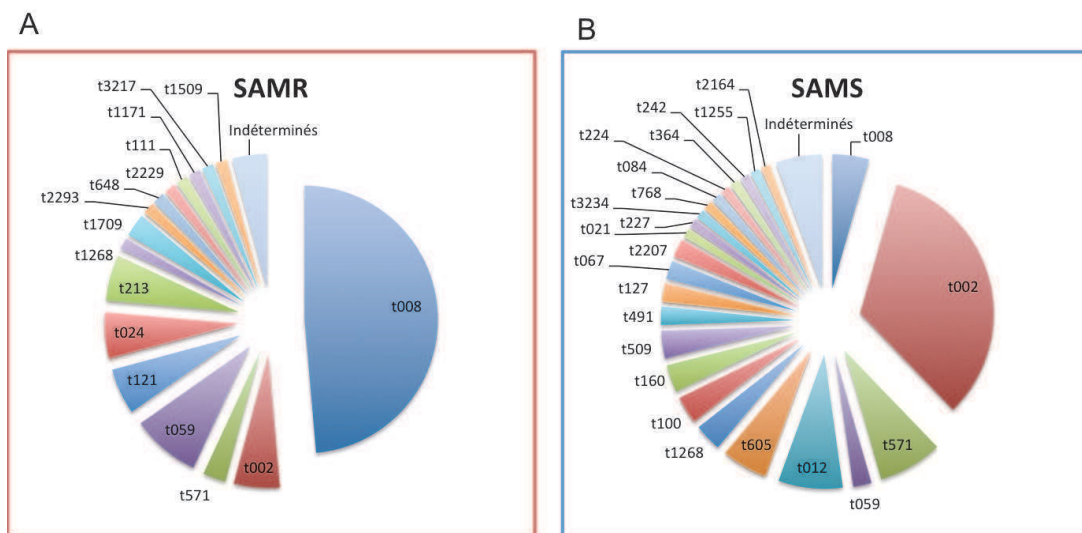 A
SAMR
t3217
t1509
t1171
Indéterminés
t111
t2229
t648
t2293
t1709
t1268
t213
t008
t024
t121
t059
t002
t571
B
SAMS
t2164
t242
t1255
Indéterminés
t008
t364
t224
t084
t768
t3234
t227
t021
t2207
t067
t002
t127
t491
t509
t160
t100
t571
t1268
t605
t012
t059